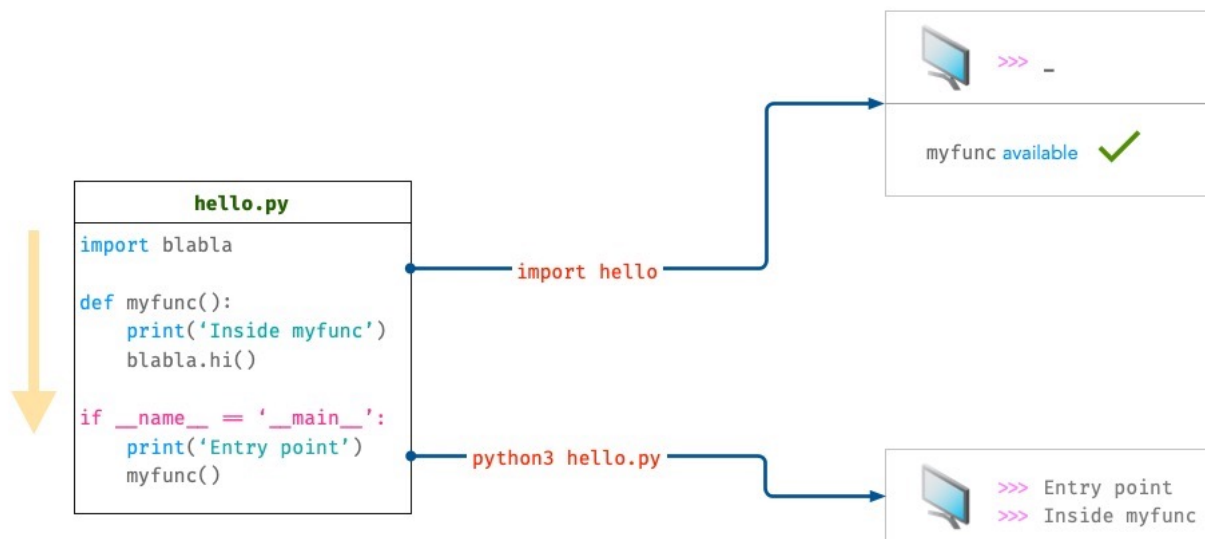 hello.py
import blabla
def myfunc():
print(‘Inside myfunc’)
blabla.hi()
if __name__ == ‘__main__’:
print(‘Entry point’)
myfunc()
import hello
python3 hello.py
>>> _
myfunc available
>>> Entry point
>>> Inside myfunc